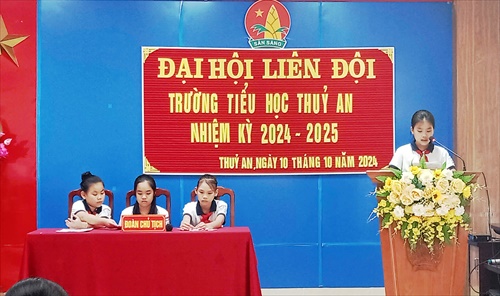 SẴN SÀNG
ĐẠI HỘI LIÊN ĐỘI
TRƯỜNG TIỂU HỌC THUỶ AN
NHIỆM KỲ 2024 - 2025
THUỶ AN, NGÀY 10 THÁNG 10 NĂM 2024
ĐOÀN CHỦ TỊCH